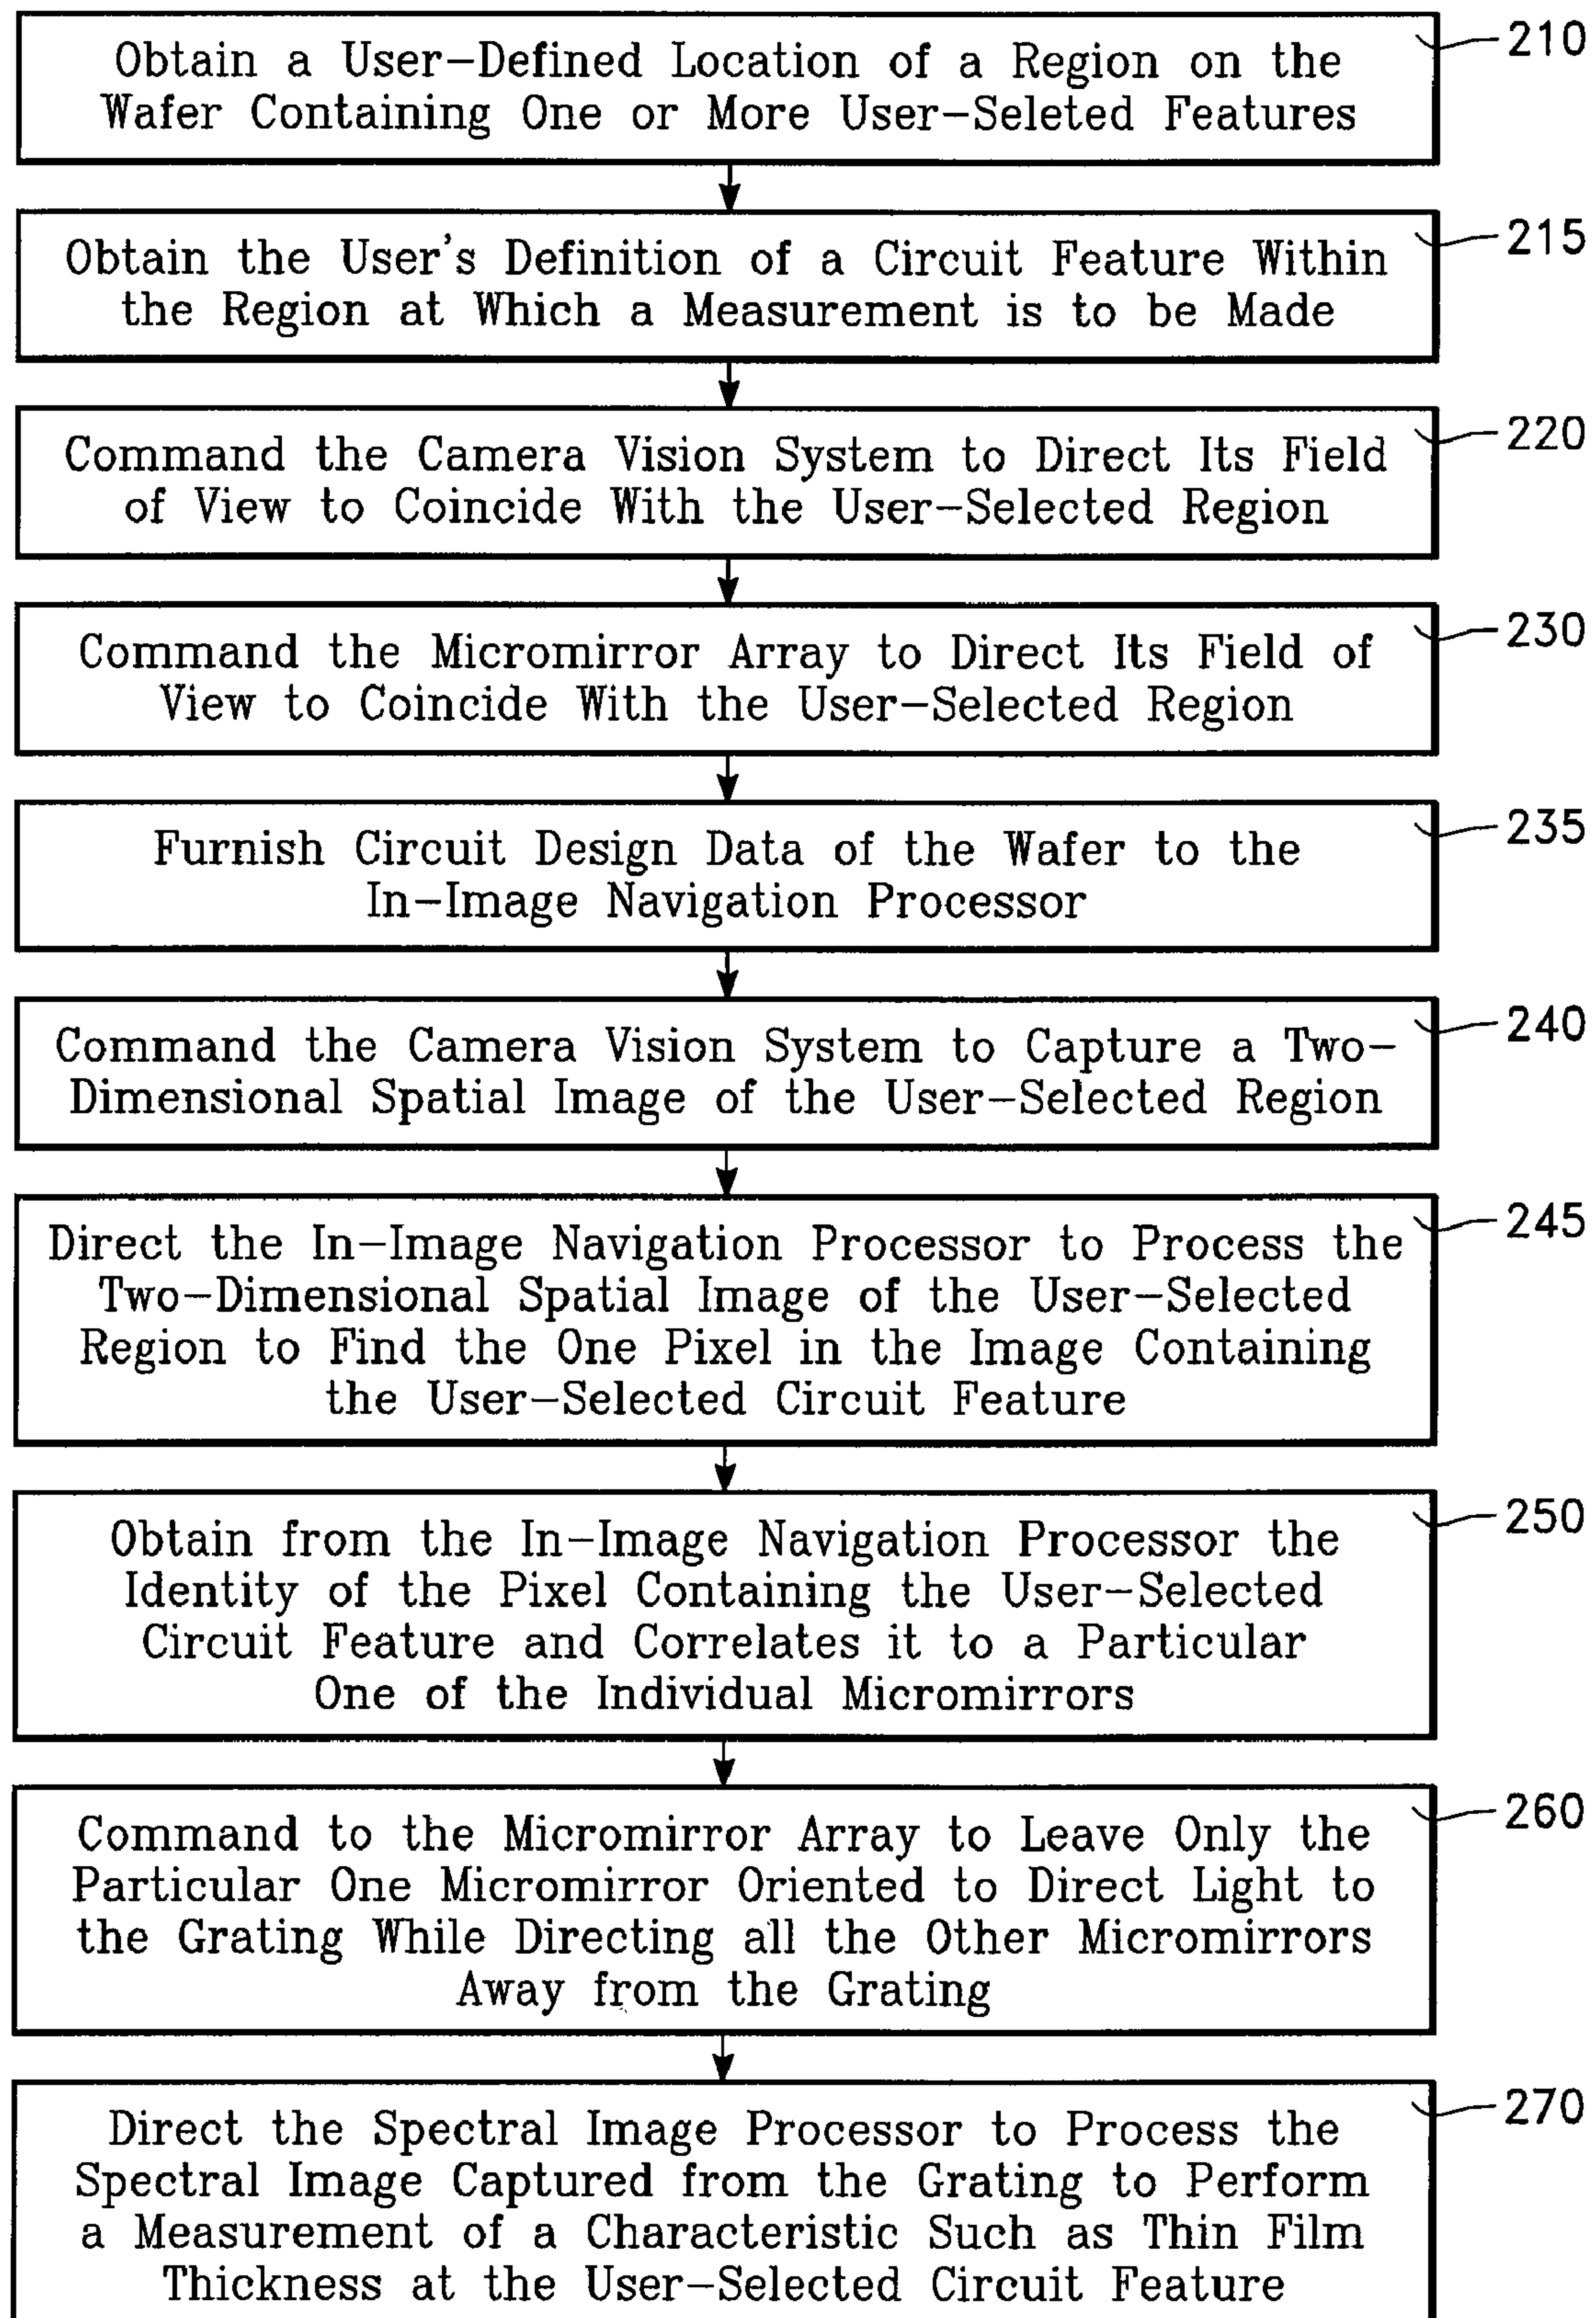 Obtain a User-Defined Location of a Region on the
Wafer Containing One or More User-Seleted Features
210
Obtain the User's Definition of a Circuit Feature Within
the Region at Which a Measurement is to be Made
215
Command the Camera Vision System to Direct Its Field
of View to Coincide With the User-Selected Region
220
Command the Micromirror Array to Direct Its Field of
View to Coincide With the User-Selected Region
230
Furnish Circuit Design Data of the Wafer to the
In-Image Navigation Processor
235
Command the Camera Vision System to Capture a Two-
Dimensional Spatial Image of the User-Selected Region
240
Direct the In-Image Navigation Processor to Process the
Two-Dimensional Spatial Image of the User-Selected
Region to Find the One Pixel in the Image Containing
the User-Selected Circuit Feature
245
Obtain from the In-Image Navigation Processor the
Identity of the Pixel Containing the User-Selected
Circuit Feature and Correlates it to a Particular
One of the Individual Micromirrors
250
Command to the Micromirror Array to Leave Only the
Particular One Micromirror Oriented to Direct Light to
the Grating While Directing all the Other Micromirrors
Away from the Grating
260
Direct the Spectral Image Processor to Process the
Spectral Image Captured from the Grating to Perform
a Measurement of a Characteristic Such as Thin Film
Thickness at the User-Selected Circuit Feature
270